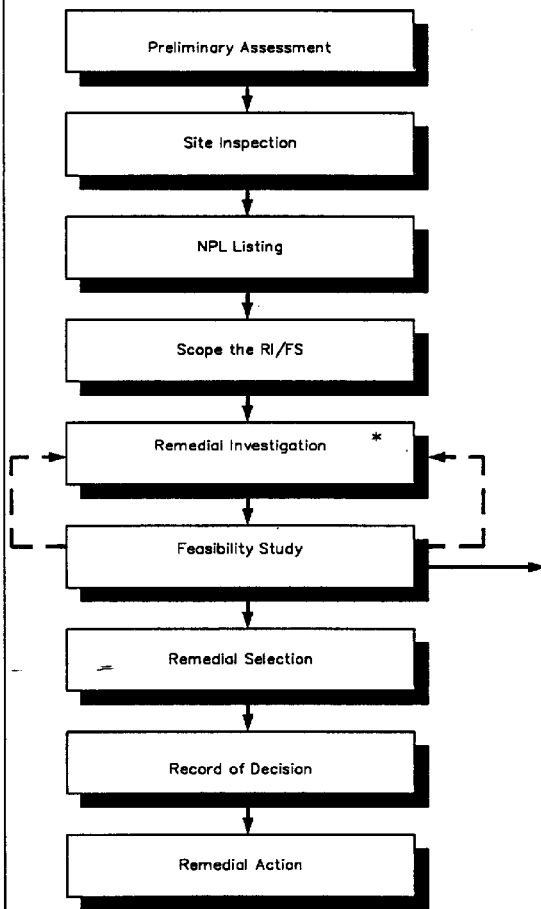 Preliminary Assessment
Site Inspection
NPL Listing
Scope the RI/FS
Remedial Investigation *
Feasibility Study
Remedial Selection
Record of Decision
Remedial Action